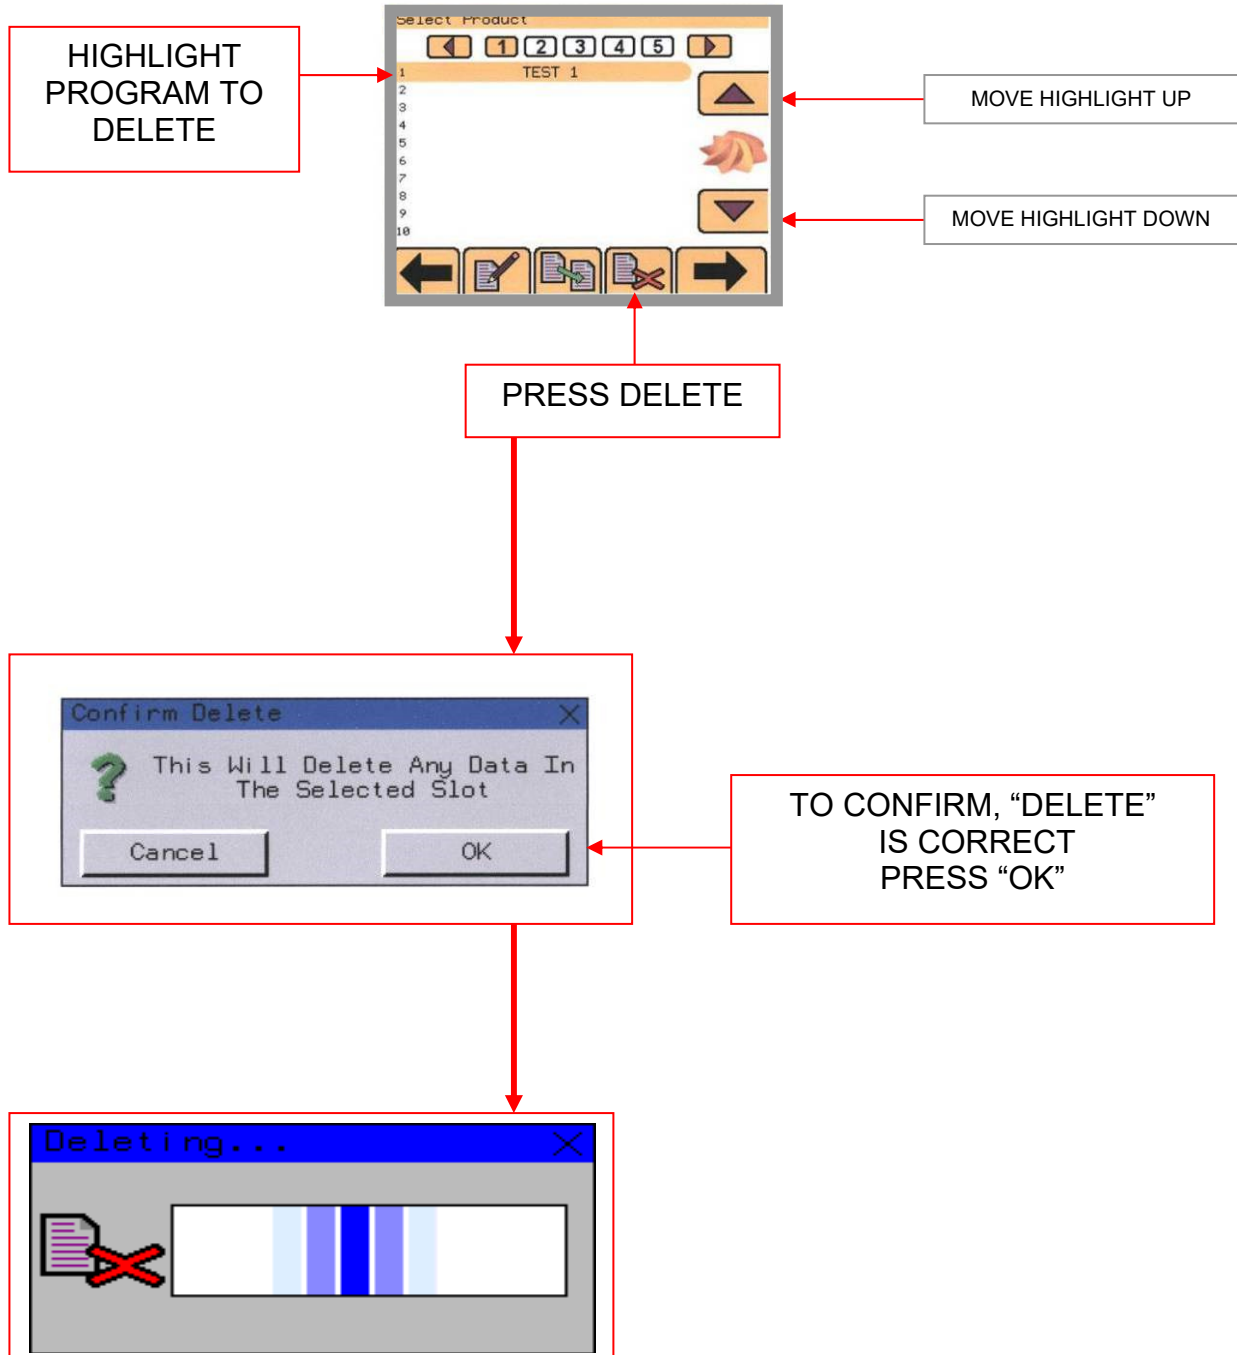 HIGHLIGHT
PROGRAM TO
DELETE
Select Product
1 2 3 4 5
1 TEST 1
2
3
4
5
6
7
8
9
10
MOVE HIGHLIGHT UP
MOVE HIGHLIGHT DOWN
PRESS DELETE
Confirm Delete
This Will Delete Any Data In
The Selected Slot
Cancel OK
TO CONFIRM, “DELETE”
IS CORRECT
PRESS “OK”
Deleting...